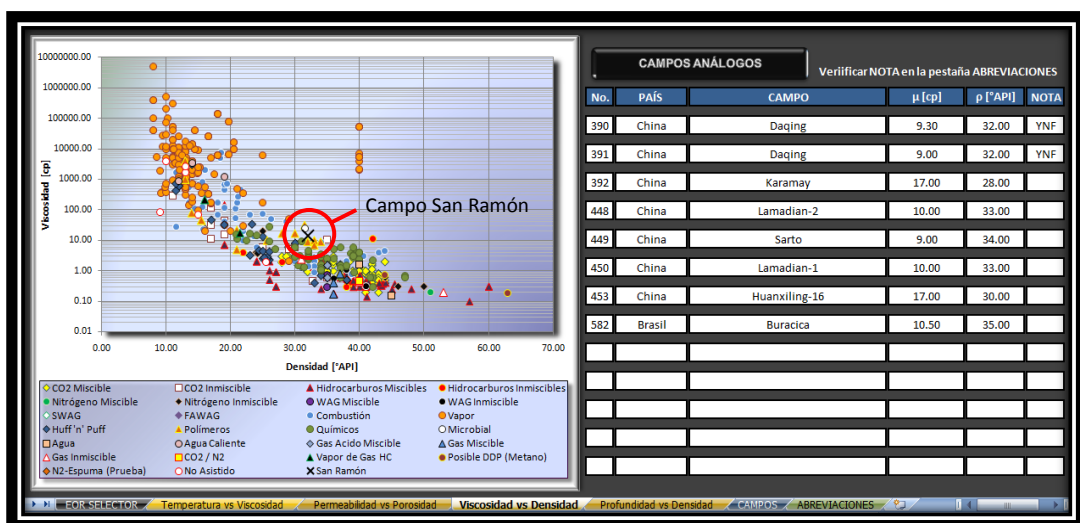 10000000.00
1000000.00
100000.00
10000.00
1000.00
100.00
10.00
1.00
0.10
0.01
Viscosidad [cp]
0.00 10.00 20.00 30.00 40.00 50.00 60.00 70.00
Densidad [°API]
Campo San Ramón
CO2 Miscible CO2 Inmiscible Hidrocarburos Miscibles Hidrocarburos Inmiscibles
Nitrógeno Miscible Nitrógeno Inmiscible WAG Miscible WAG Inmiscible
SWAG FAWAG Combustión Vapor
Huff 'n' Puff Polímeros Químicos Microbial
Agua Agua Caliente Gas Acido Miscible Gas Miscible
Gas Inmiscible CO2 / N2 Vapor de Gas HC Posible DDP (Metano)
N2-Espuma (Prueba) No Asistido San Ramón
CAMPOS ANÁLOGOS
Veriificar NOTA en la pestaña ABREVIACIONES
No. PAÍS CAMPO µ [cp] ρ [°API] NOTA
390 China Daqing 9.30 32.00 YNF
391 China Daqing 9.00 32.00 YNF
392 China Karamay 17.00 28.00
448 China Lamadian-2 10.00 33.00
449 China Sarto 9.00 34.00
450 China Lamadian-1 10.00 33.00
453 China Huanxiling-16 17.00 30.00
582 Brasil Buracica 10.50 35.00
EOR SELECTOR Temperatura vs Viscosidad Permeabilidad vs Porosidad Viscosidad vs Densidad Profundidad vs Densidad CAMPOS ABREVIACIONES